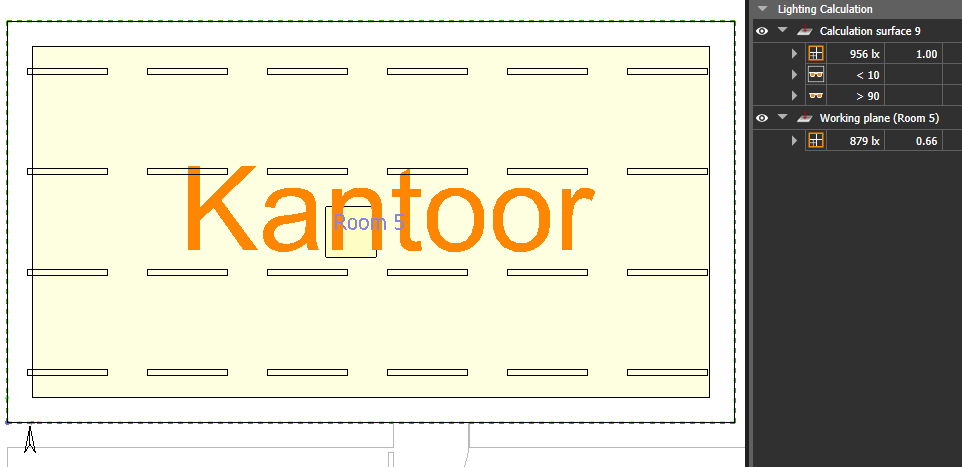 Kantoor
Room 5
Lighting Calculation
Calculation surface 9
956 lx 1.00
< 10
> 90
Working plane (Room 5)
879 lx 0.66